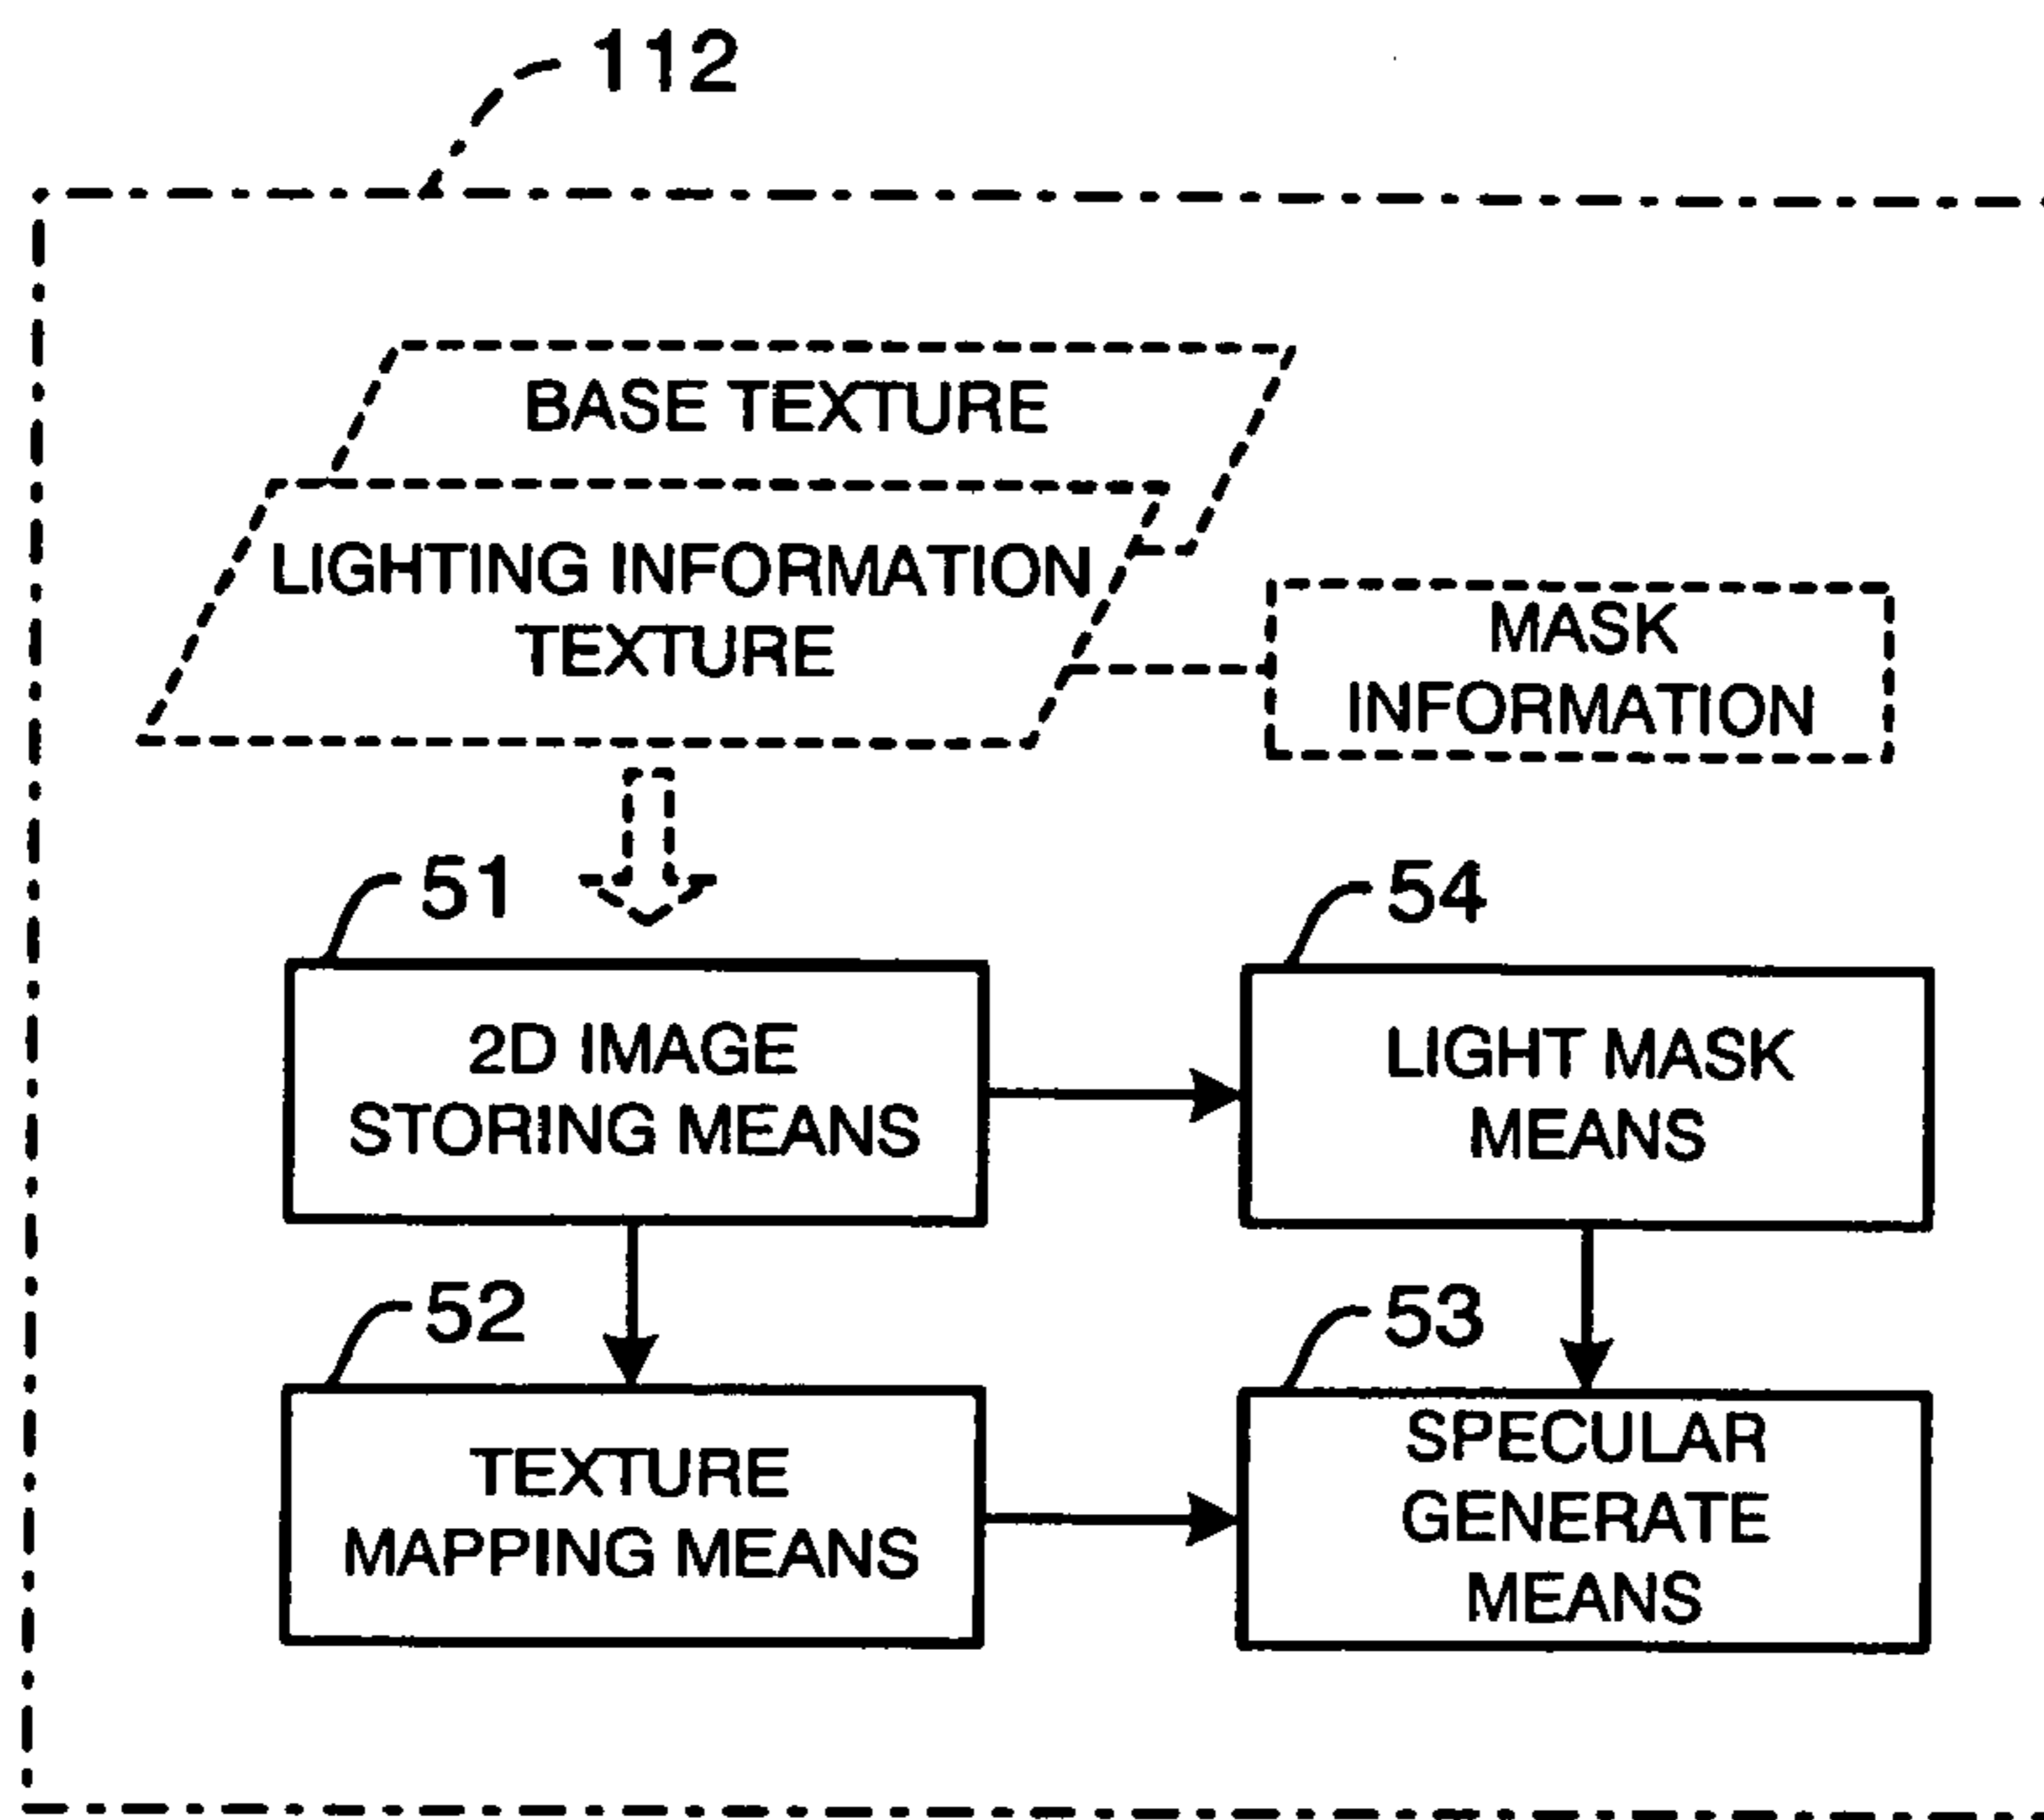 112
BASE TEXTURE
LIGHTING INFORMATION
TEXTURE
MASK
INFORMATION
51
54
2D IMAGE
STORING MEANS
LIGHT MASK
MEANS
52
53
TEXTURE
MAPPING MEANS
SPECULAR
GENERATE
MEANS